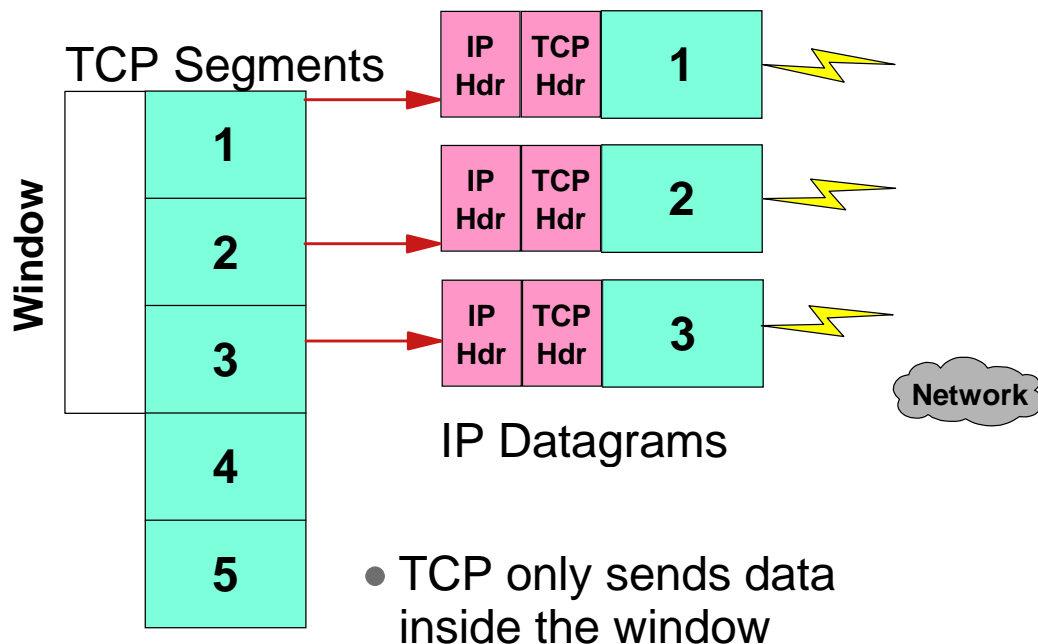 TCP Segments
Window
1
2
3
4
5
IP
Hdr
TCP
Hdr
1
IP
Hdr
TCP
Hdr
2
IP
Hdr
TCP
Hdr
3
Network
IP Datagrams
● TCP only sends data
inside the window